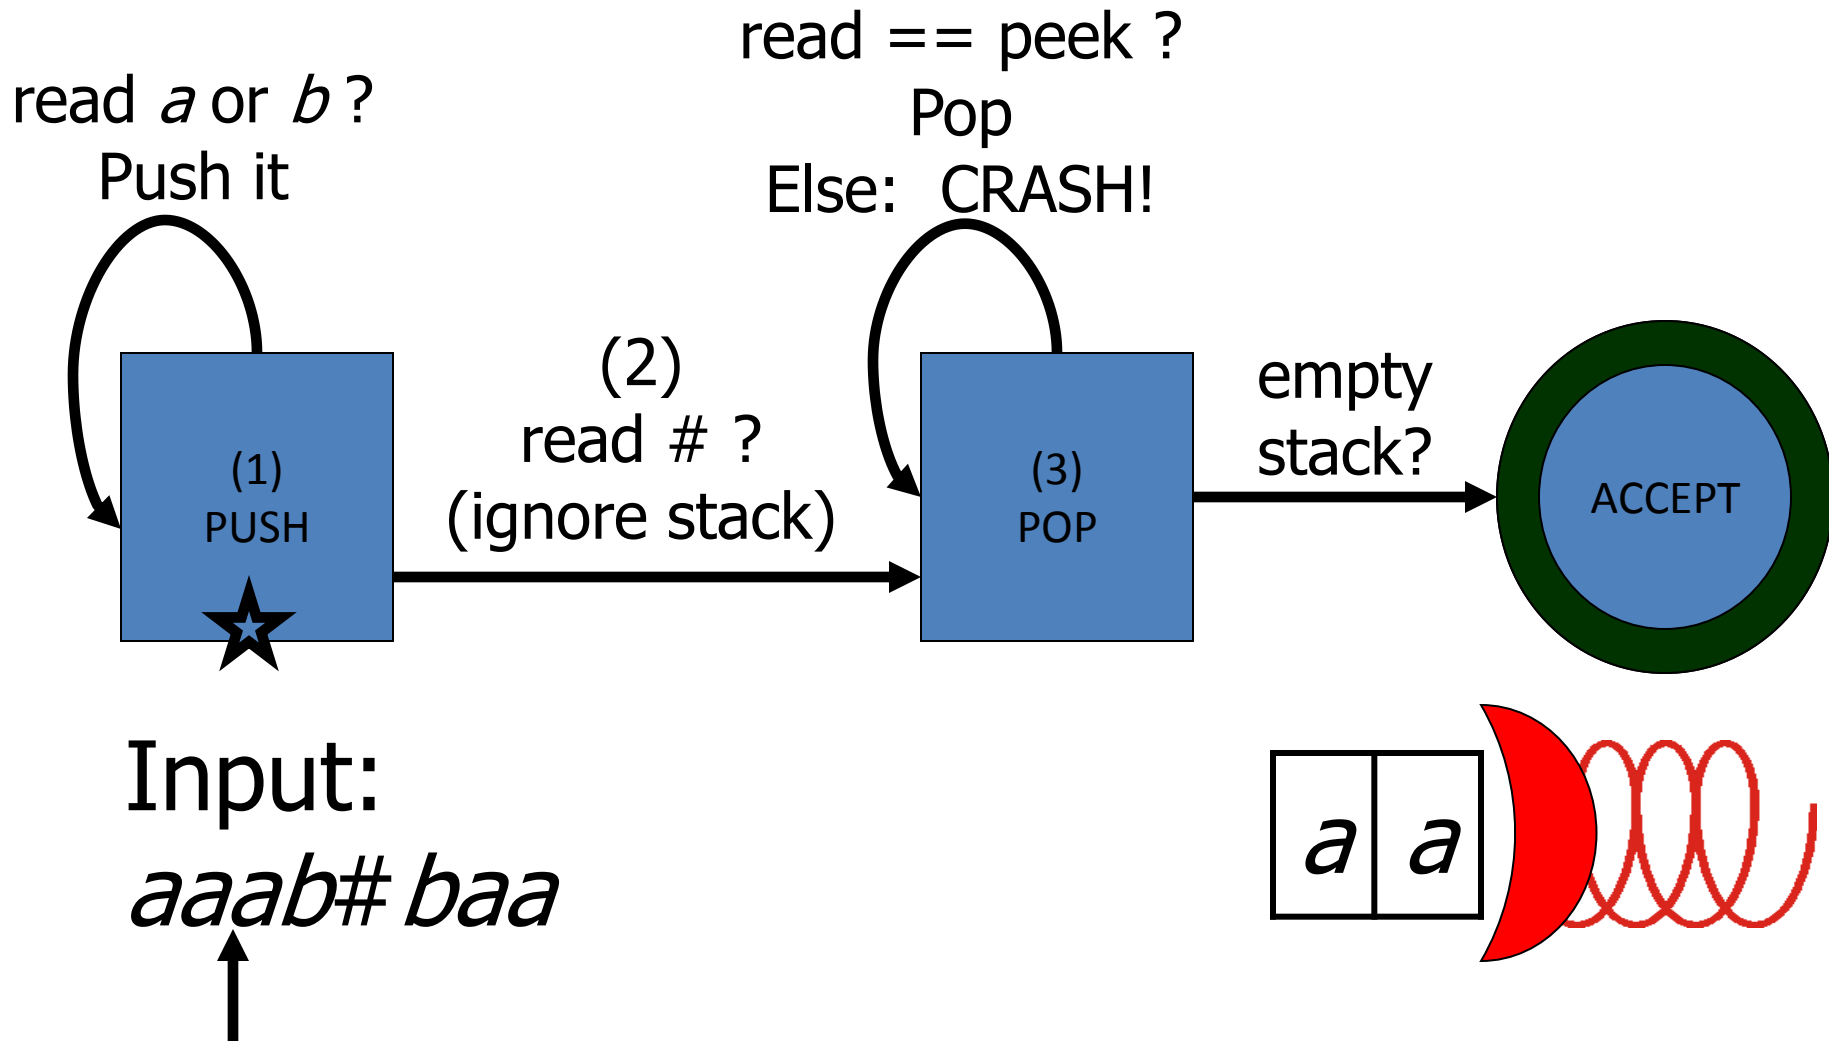 read a or b ?
Push it
read == peek ?
Pop
Else: CRASH!
(1)
PUSH
(2)
read # ?
(ignore stack)
(3)
POP
empty
stack?
ACCEPT
Input:
aaab#baa
a a